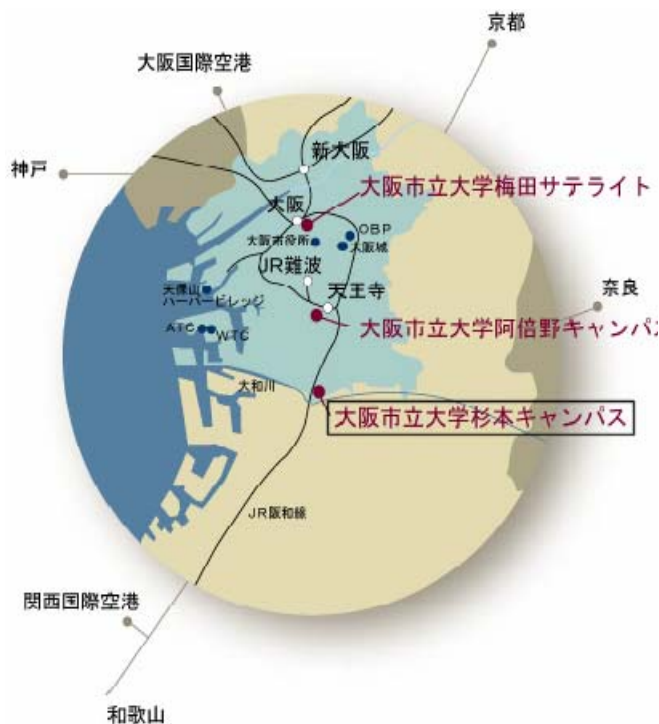 京都
大阪国際空港
神戸
新大阪
大阪市立大学梅田サテライト
大阪
OBP
大阪市役所
大阪城
JR難波
天保山
ハーバービレッジ
天王寺
奈良
ATC
WTC
大阪市立大学阿倍野キャンパス
大和川
大阪市立大学杉本キャンパス
JR阪和線
関西国際空港
和歌山